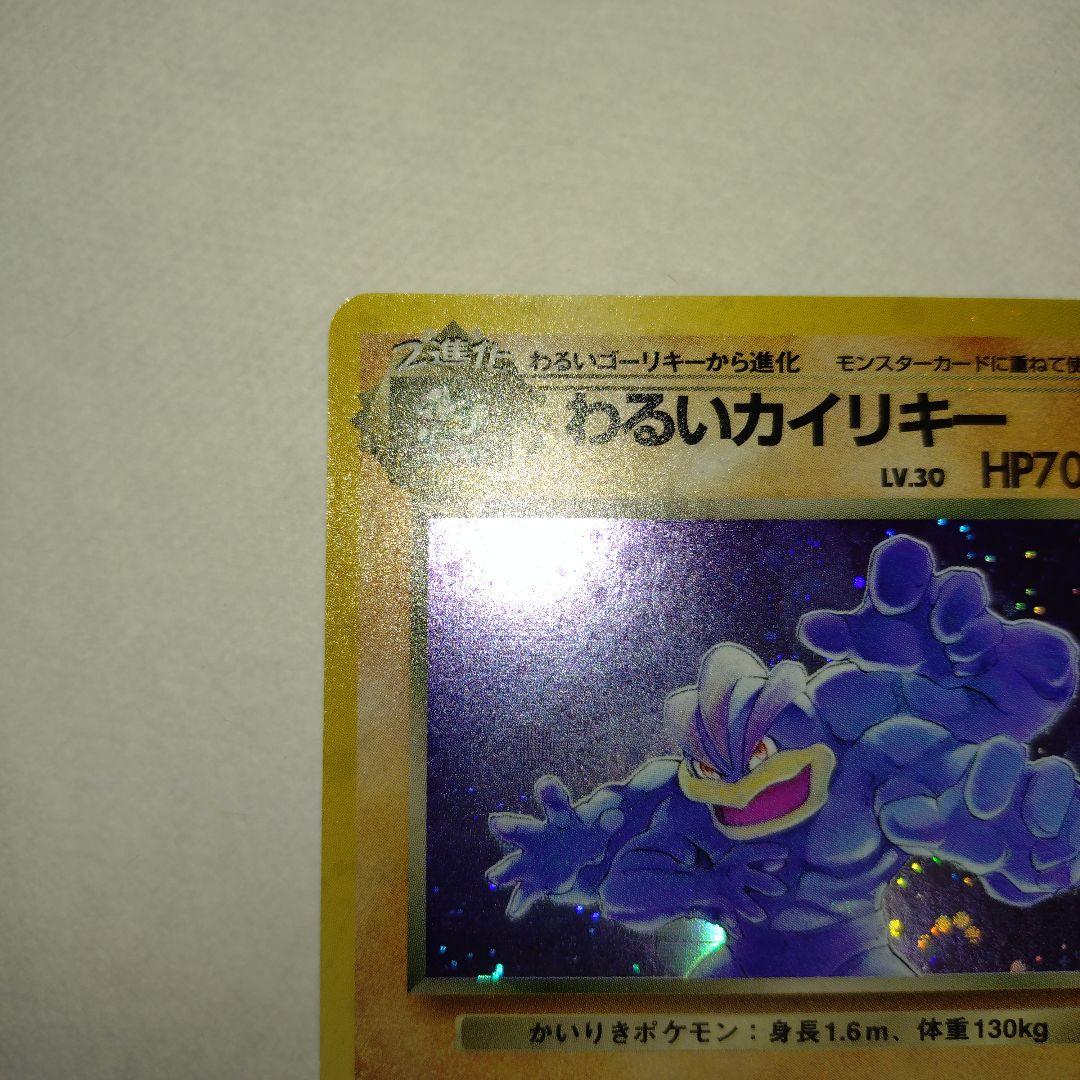 2進化 わるいゴーリキーから進化 モンスターカードに重ねて使
わるいカイリキー
LV.30 HP70
かいりきポケモン：身長1.6m、体重130kg